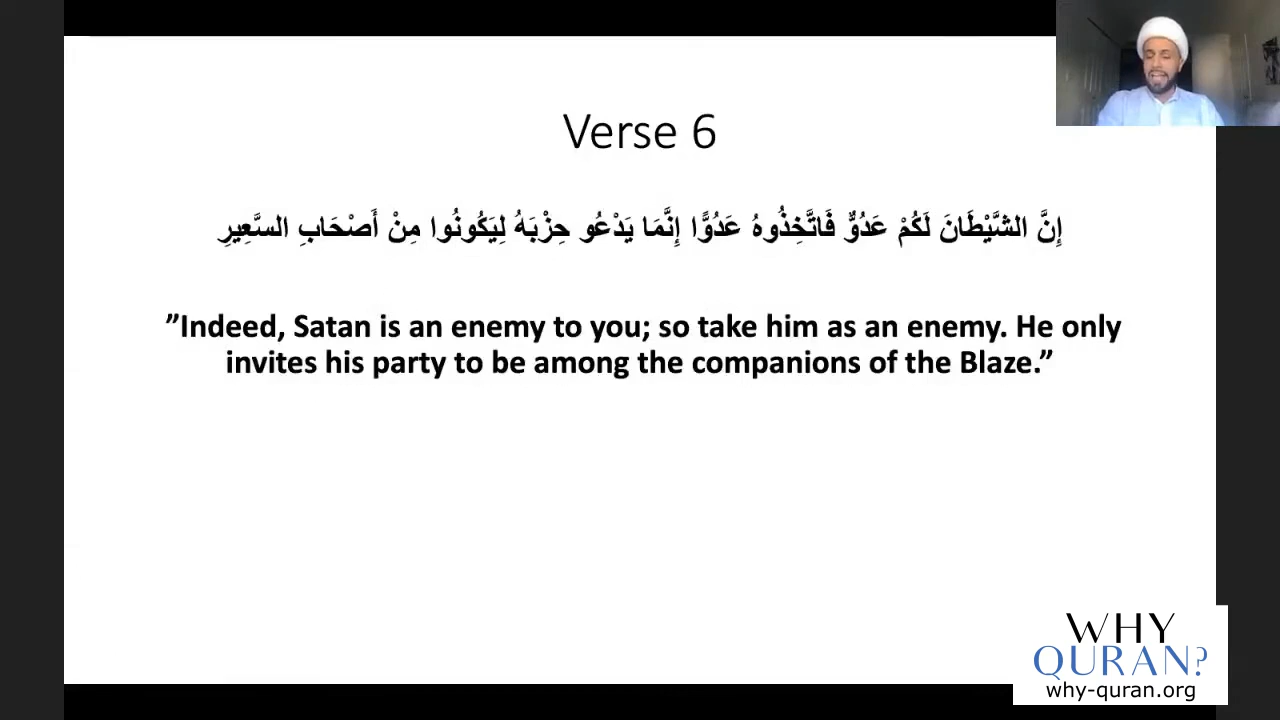 Verse 6
إِنَّ الشَّيْطَانَ لَكُمْ عَدُوٌّ فَاتَّخِذُوهُ عَدُوًّا إِنَّمَا يَدْعُو حِزْبَهُ لِيَكُونُوا مِنْ أَصْحَابِ السَّعِيرِ
”Indeed, Satan is an enemy to you; so take him as an enemy. He only
invites his party to be among the companions of the Blaze.”
WHY
QURAN?
why-quran.org